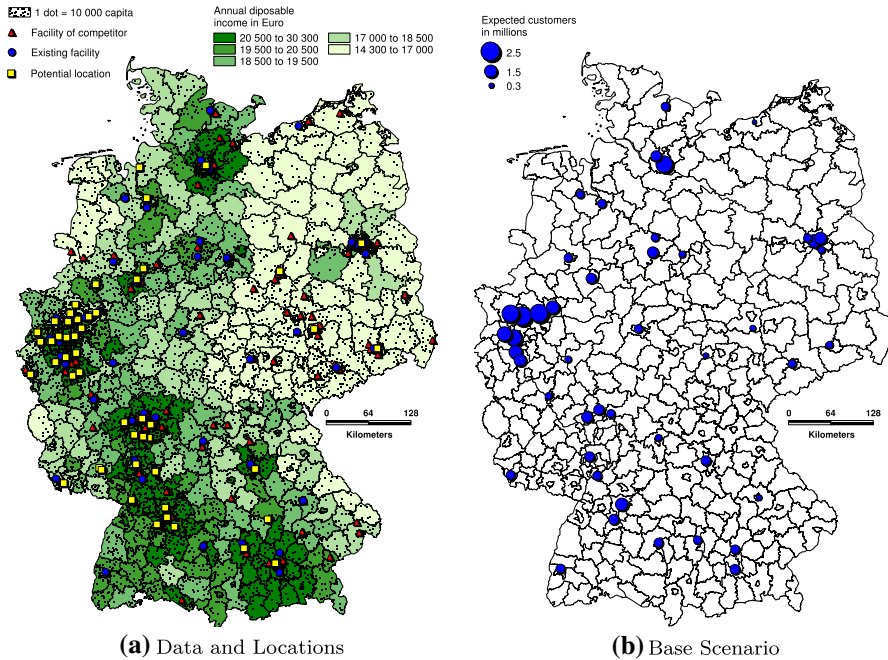 1 dot = 10 000 capita
Facility of competitor
Existing facility
Potential location
Annual diposable
income in Euro
20 500 to 30 300
19 500 to 20 500
18 500 to 19 500
17 000 to 18 500
14 300 to 17 000
0 64 128
Kilometers
(a) Data and Locations
Expected customers
in millions
2.5
1.5
0.3
0 64 128
Kilometers
(b) Base Scenario